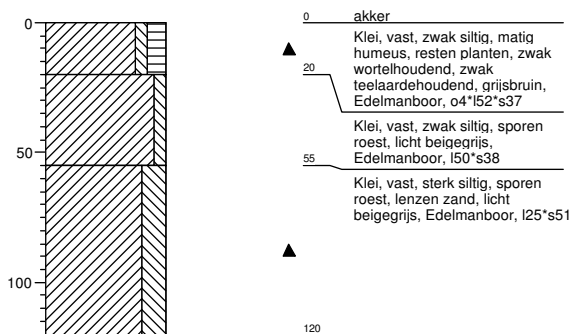 0
50
100
0 akker
Klei, vast, zwak siltig, matig
humeus, resten planten, zwak
wortelhoudend, zwak
teelaardehoudend, grijsbruin,
Edelmanboor, o4*l52*s37
20
Klei, vast, zwak siltig, sporen
roest, licht beigegrijs,
Edelmanboor, l50*s38
55
Klei, vast, sterk siltig, sporen
roest, lenzen zand, licht
beigegrijs, Edelmanboor, l25*s51
120